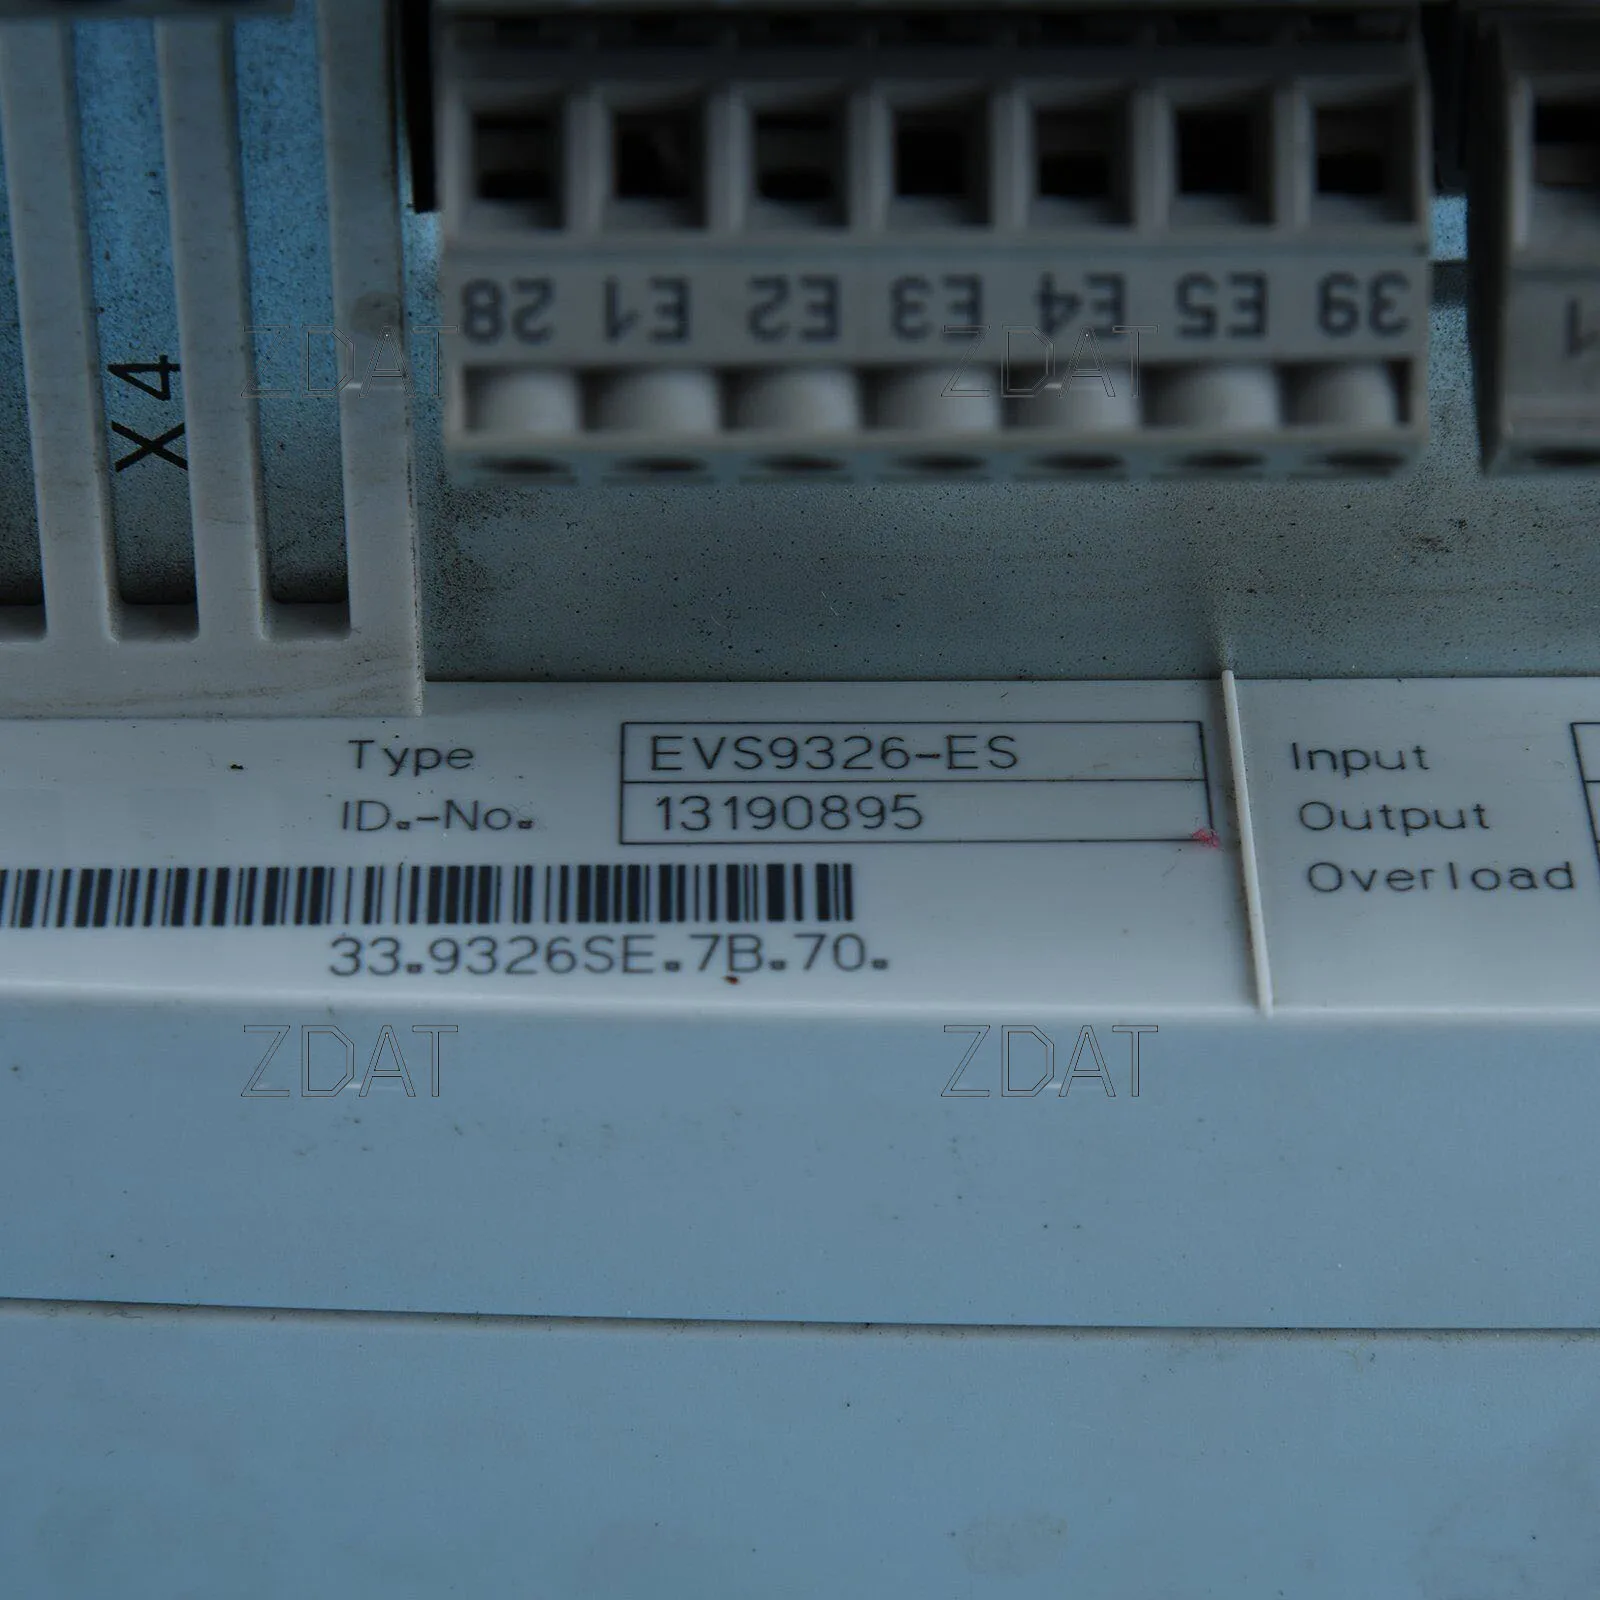 28 E1 E2 E3 E4 E5 39
X4
ZDAT ZDAT
Type EVS9326-ES
ID.-No. 13190895
Input
Output
Overload
33.9326SE.7B.70.
ZDAT ZDAT